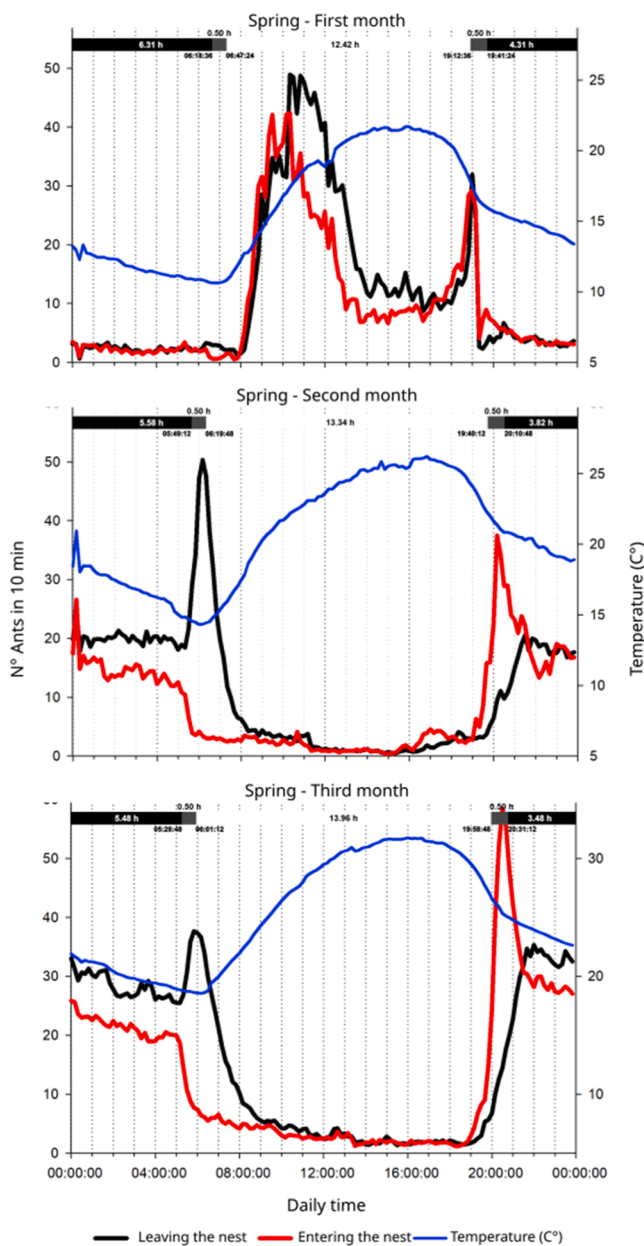 Spring - First month
0.50 h 0.50 h
6.31 h 12.42 h 4.31 h
06:18:36 06:47:24 19:12:36 19:41:24
50 25
40 20
30
20 15
10 10
0 5
Spring - Second month
0.50 h 0.50 h
5.58 h 13.34 h 3.82 h
05:49:12 06:19:48 19:40:12 20:10:48
50 25
40 20
30 15
20
10 10
0 5
N° Ants in 10 min
Temperature (C°)
Spring - Third month
0.50 h 0.50 h
5.48 h 13.96 h 3.48 h
05:28:48 06:01:12 19:58:48 20:31:12
50 30
40
30 20
20
10 10
0
00:00:00 04:00:00 08:00:00 12:00:00 16:00:00 20:00:00 00:00:00
Daily time
Leaving the nest Entering the nest Temperature (C°)